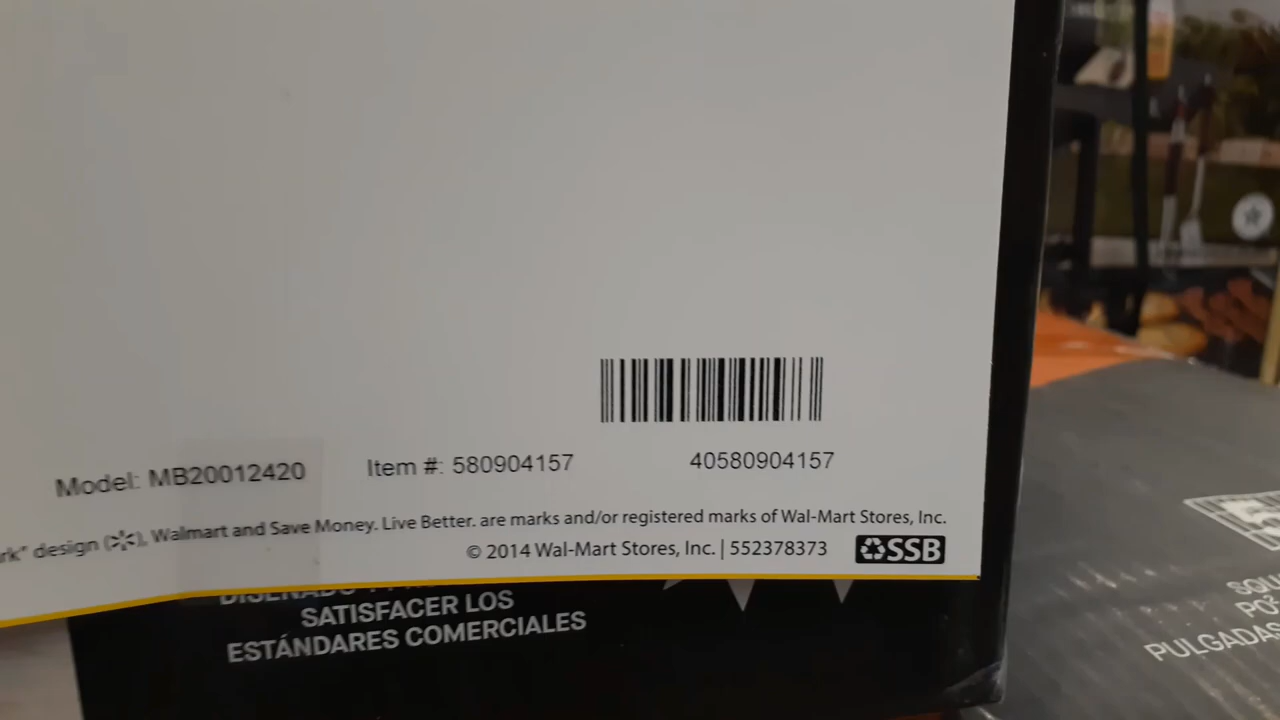 Model: MB20012420 Item #: 580904157 40580904157
design (), Walmart and Save Money. Live Better. are marks and/or registered marks of Wal-Mart Stores, Inc.
© 2014 Wal-Mart Stores, Inc. | 552378373 SSB
SATISFACER LOS
ESTÁNDARES COMERCIALES
PULGADAS